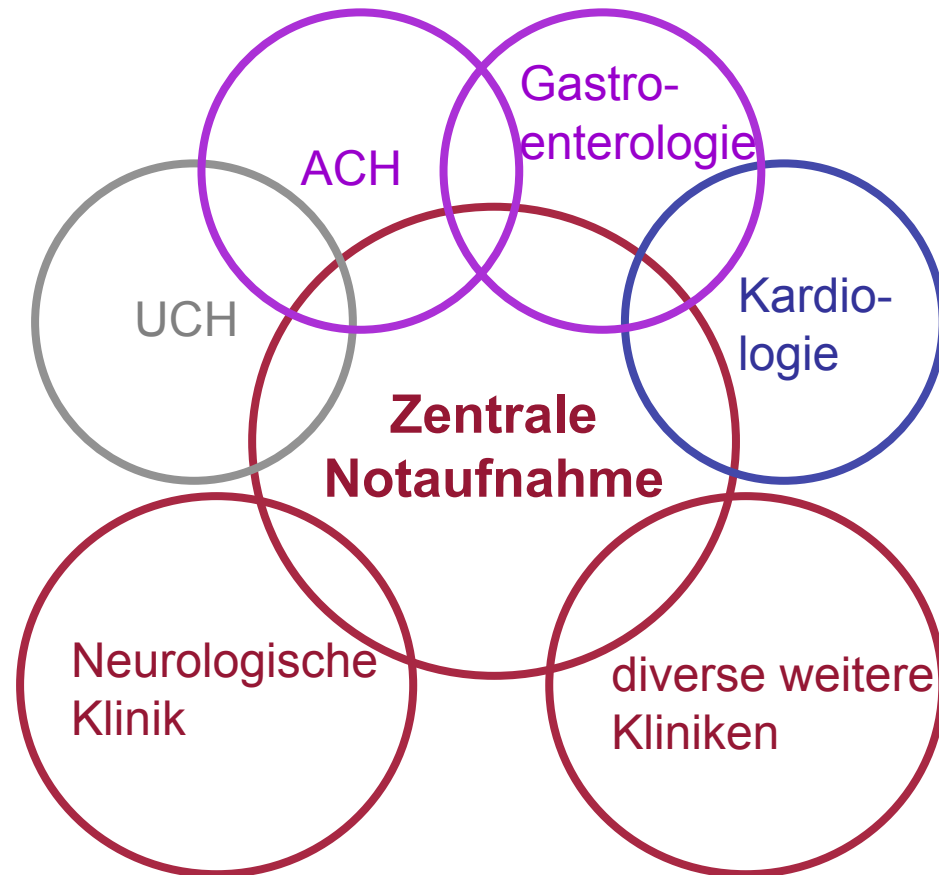 Gastro-
enterologie
ACH
UCH
Kardio-
logie
Zentrale
Notaufnahme
Neurologische
Klinik
diverse weitere
Kliniken